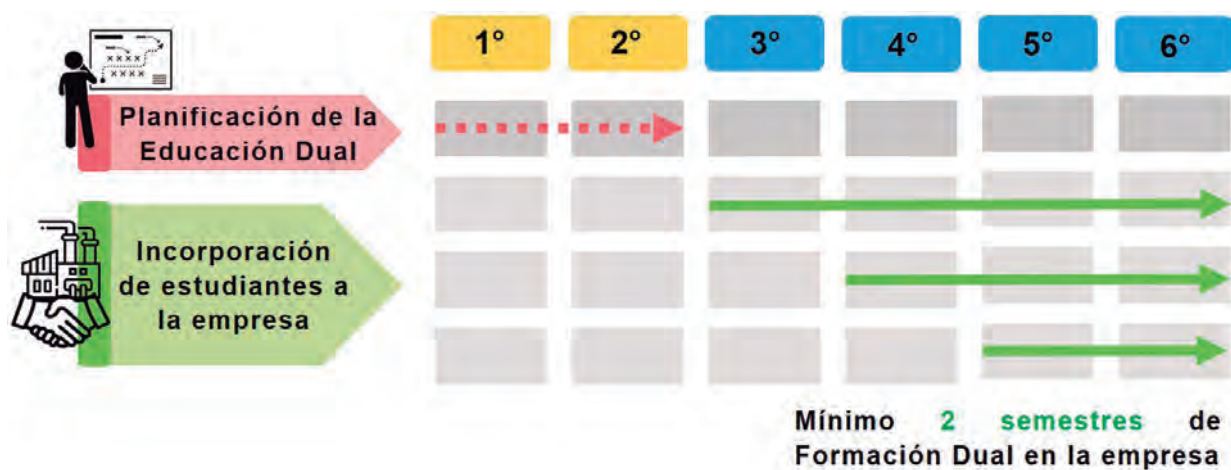 1° 2° 3° 4° 5° 6°
Planificación de la
Educación Dual
Incorporación
de estudiantes a
la empresa
Mínimo 2 semestres de
Formación Dual en la empresa